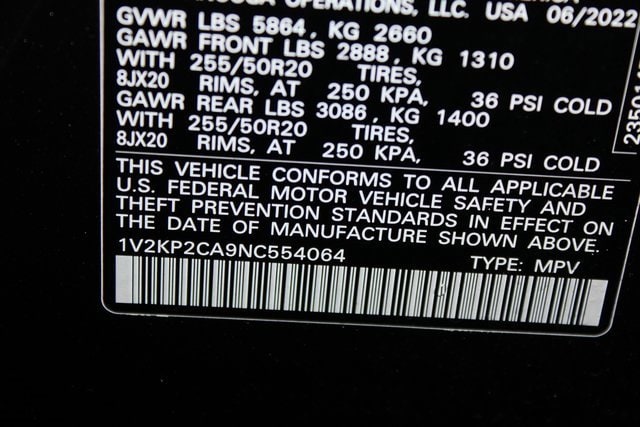 OPERATIONS, LLC. USA 06/2022
GVWR LBS 5864, KG 2660
GAWR FRONT LBS 2888, KG 1310
WITH 255/50R20 TIRES,
8JX20 RIMS, AT 250 KPA, 36 PSI COLD
GAWR REAR LBS 3086, KG 1400
WITH 255/50R20 TIRES,
8JX20 RIMS, AT 250 KPA, 36 PSI COLD
THIS VEHICLE CONFORMS TO ALL APPLICABLE
U.S. FEDERAL MOTOR VEHICLE SAFETY AND
THEFT PREVENTION STANDARDS IN EFFECT ON
THE DATE OF MANUFACTURE SHOWN ABOVE.
1V2KP2CA9NC554064 TYPE: MPV